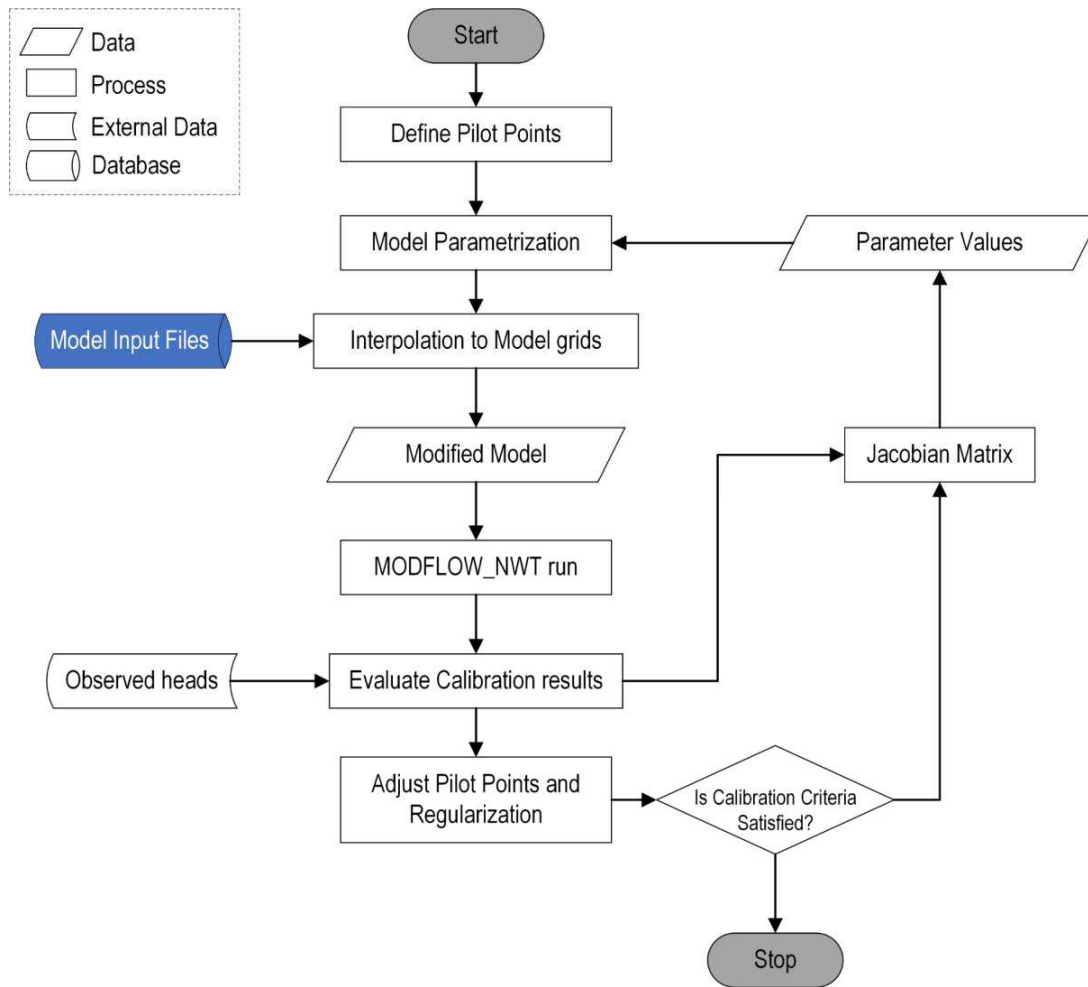 Data
Process
External Data
Database
Start
Define Pilot Points
Model Parametrization
Parameter Values
Model Input Files
Interpolation to Model grids
Modified Model
Jacobian Matrix
MODFLOW_NWT run
Observed heads
Evaluate Calibration results
Adjust Pilot Points and
Regularization
Is Calibration Criteria
Satisfied?
Stop